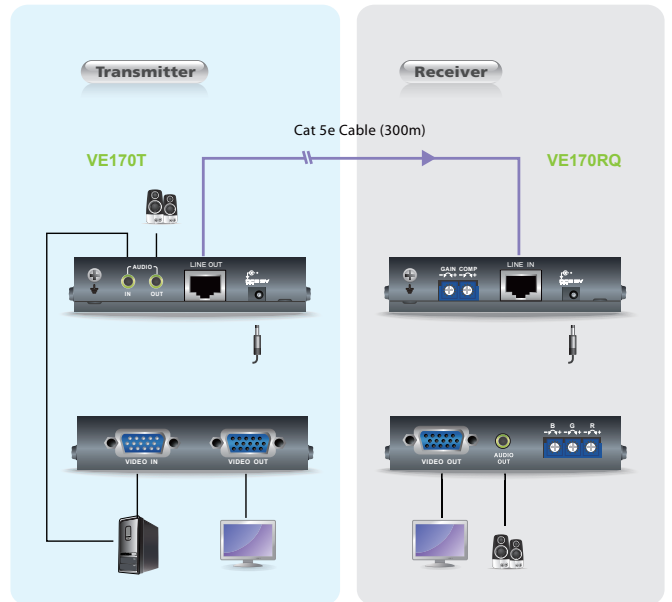 Transmitter
Receiver
Cat 5e Cable (300m)
VE170T
VE170RQ
AUDIO
IN
OUT
LINE OUT
GAIN COMP
LINE IN
VIDEO IN
VIDEO OUT
VIDEO OUT
AUDIO
OUT
B G R